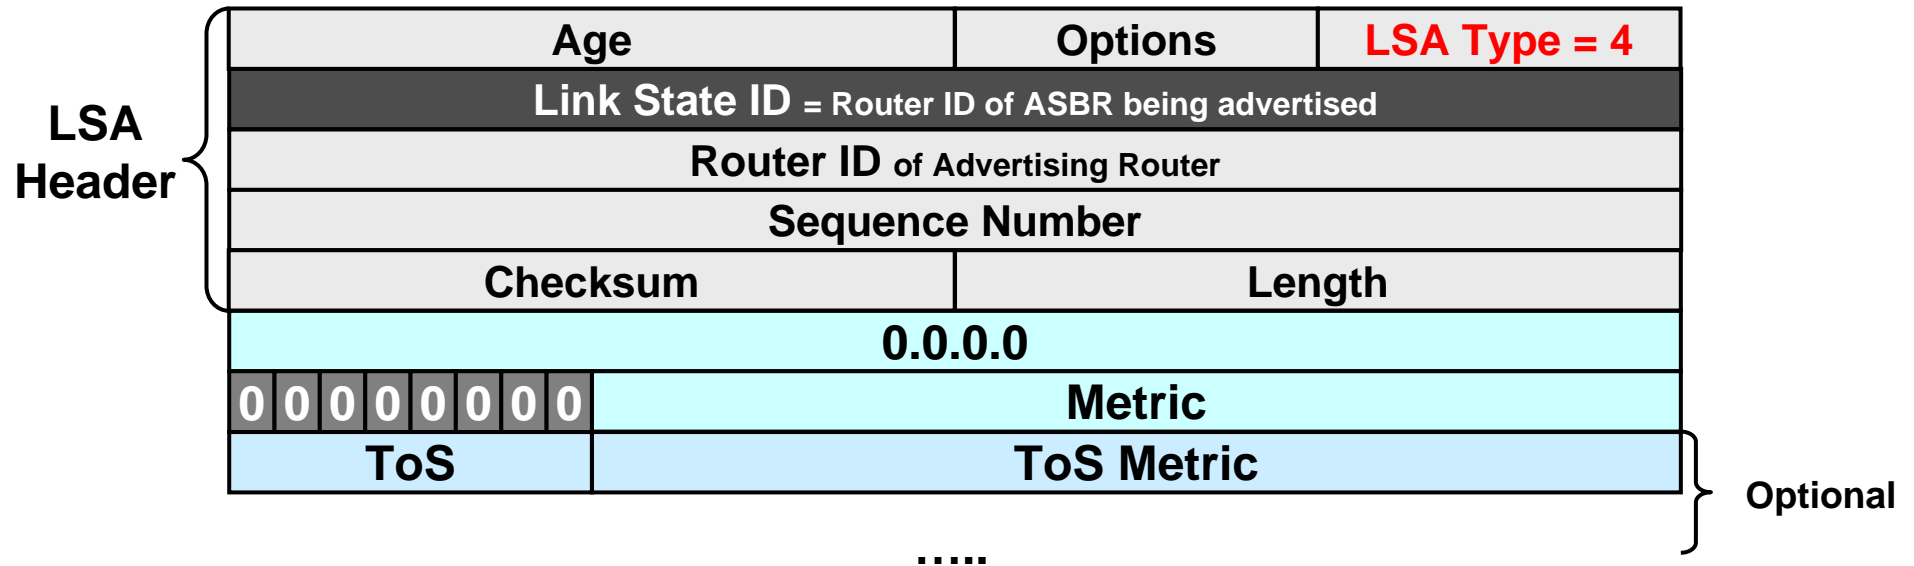 Age Options LSA Type = 4
Link State ID = Router ID of ASBR being advertised
LSA
Header
Router ID of Advertising Router
Sequence Number
Checksum Length
0.0.0.0
0 0 0 0 0 0 0 0 Metric
ToS ToS Metric
Optional
.....